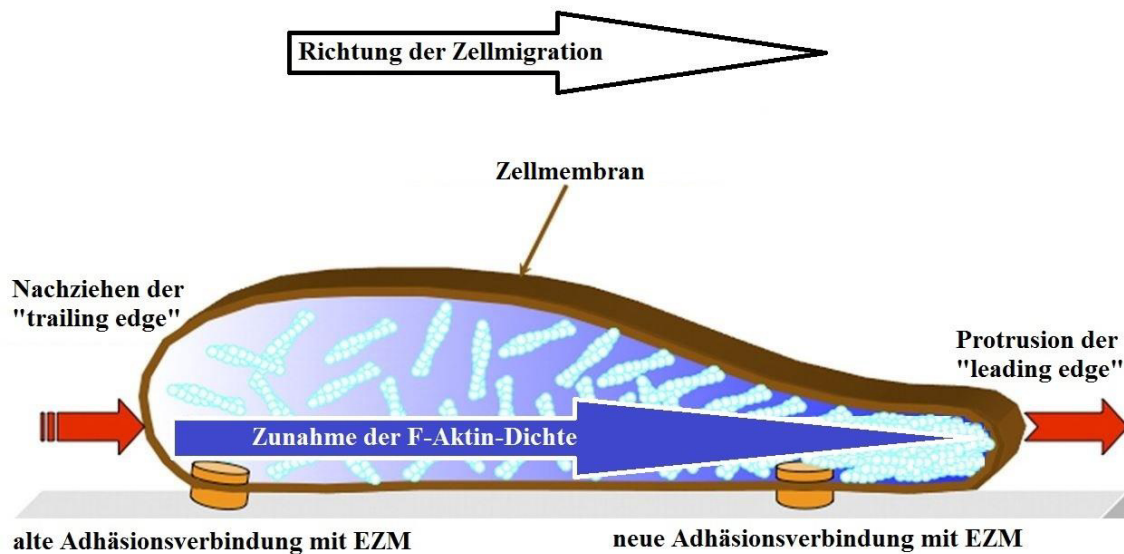 Richtung der Zellmigration
Zellmembran
Nachziehen der
"trailing edge"
Protrusion der
"leading edge"
Zunahme der F-Aktin-Dichte
alte Adhäsionsverbindung mit EZM
neue Adhäsionsverbindung mit EZM